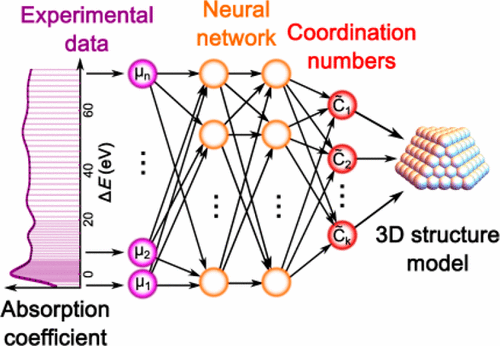 Experimental
data
Neural
network
Coordination
numbers
ΔE (eV)
60
40
20
0
μn
μ2
μ1
C̃1
C̃2
C̃k
3D structure
model
Absorption
coefficient